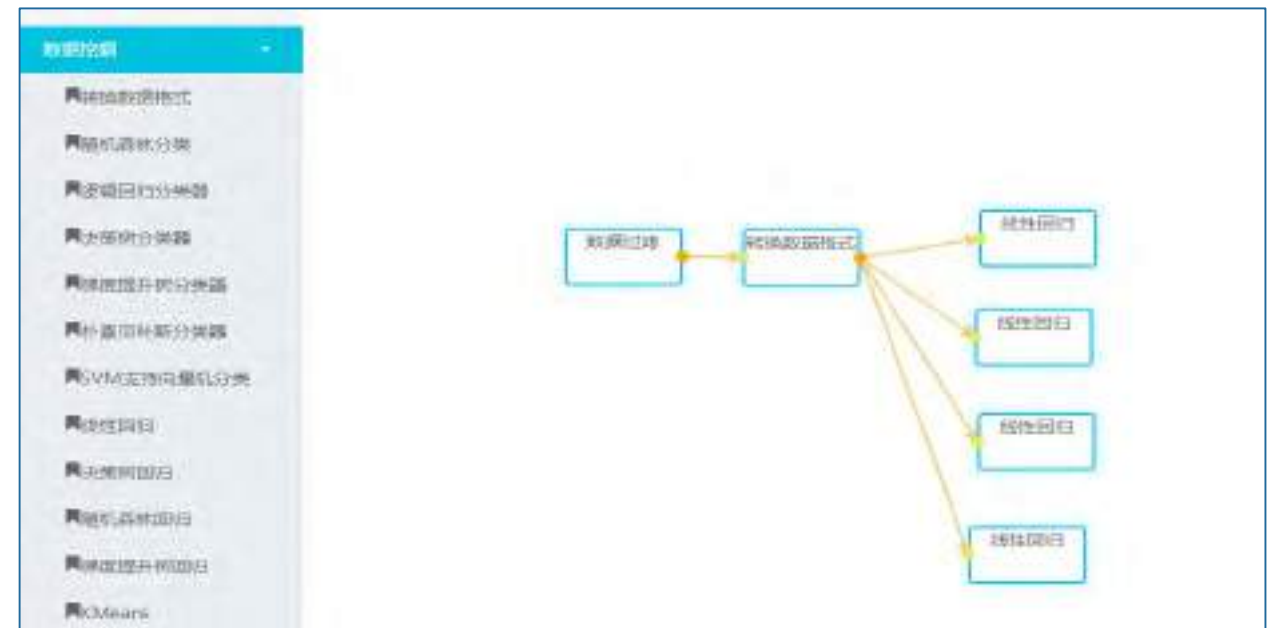 数据挖掘
转换数据格式
随机森林分类
逻辑回归分类器
决策树分类器
梯度提升树分类器
朴素贝叶斯分类器
SVM支持向量机分类
线性回归
决策树回归
随机森林回归
梯度提升树回归
KMeans
数据过滤
转换数据格式
线性回归
线性回归
线性回归
线性回归